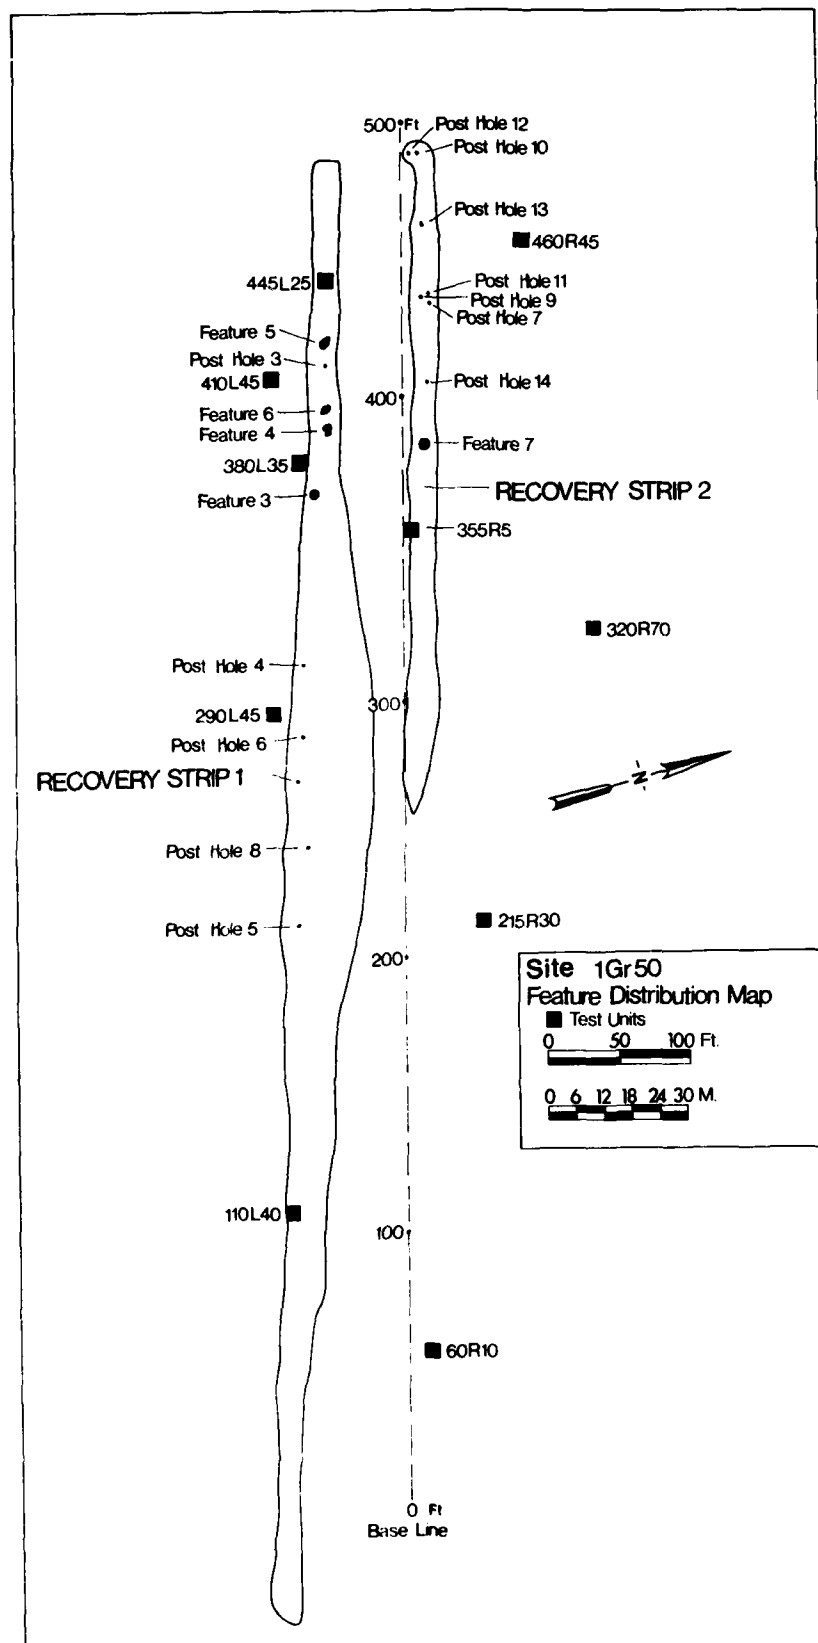 500 Ft
Post Hole 12
Post Hole 10
Post Hole 13
460R45
445L25
Post Hole 11
Post Hole 9
Post Hole 7
Feature 5
Post Hole 3
410L45
Post Hole 14
400
Feature 6
Feature 4
Feature 7
380L35
RECOVERY STRIP 2
Feature 3
355R5
320R70
Post Hole 4
300
290L45
Post Hole 6
RECOVERY STRIP 1
N
Post Hole 8
215R30
Post Hole 5
200
Site 1Gr50
Feature Distribution Map
Test Units
0 50 100 Ft.
0 6 12 18 24 30 M.
110L40
100
60R10
0 Ft
Base Line